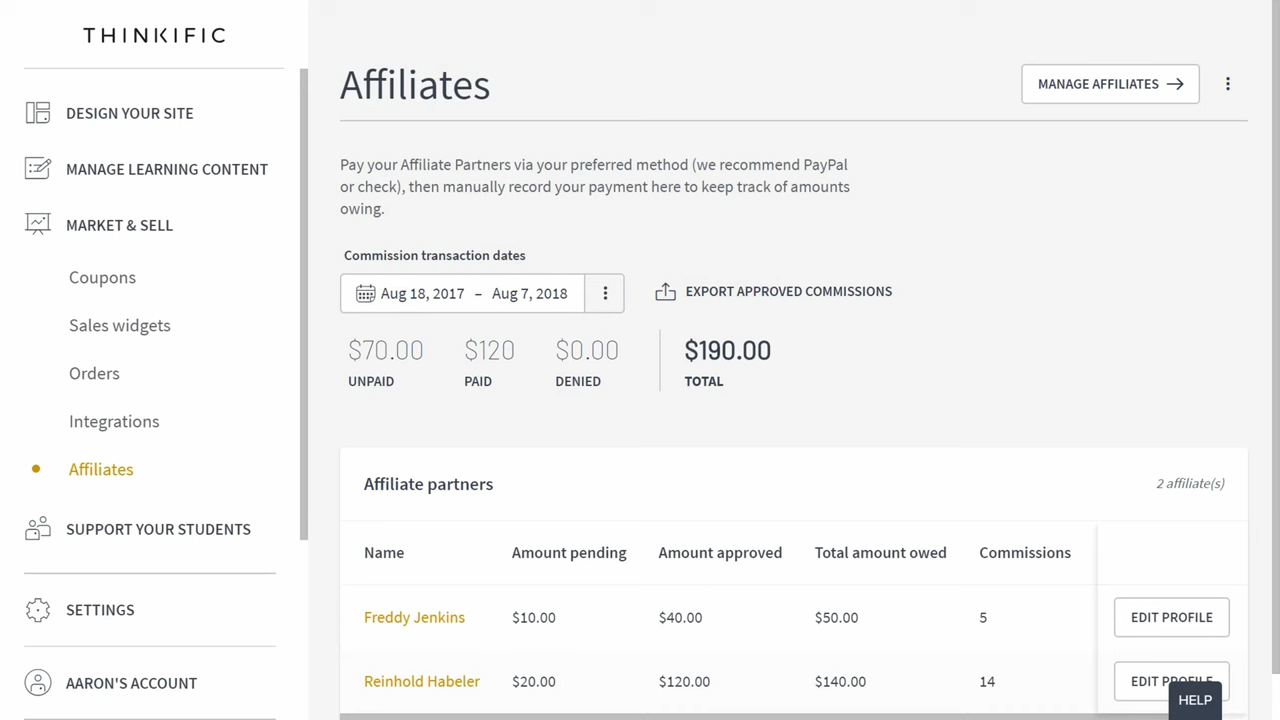 THINKIFIC
DESIGN YOUR SITE
MANAGE LEARNING CONTENT
MARKET & SELL
Coupons
Sales widgets
Orders
Integrations
Affiliates
SUPPORT YOUR STUDENTS
SETTINGS
AARON'S ACCOUNT
Affiliates
MANAGE AFFILIATES
Pay your Affiliate Partners via your preferred method (we recommend PayPal
or check), then manually record your payment here to keep track of amounts
owing.
Commission transaction dates
Aug 18, 2017 – Aug 7, 2018
EXPORT APPROVED COMMISSIONS
$70.00 $120 $0.00 $190.00
UNPAID PAID DENIED TOTAL
Affiliate partners 2 affiliate(s)
Name Amount pending Amount approved Total amount owed Commissions
Freddy Jenkins $10.00 $40.00 $50.00 5 EDIT PROFILE
Reinhold Habeler $20.00 $120.00 $140.00 14 EDIT PROFILE
HELP